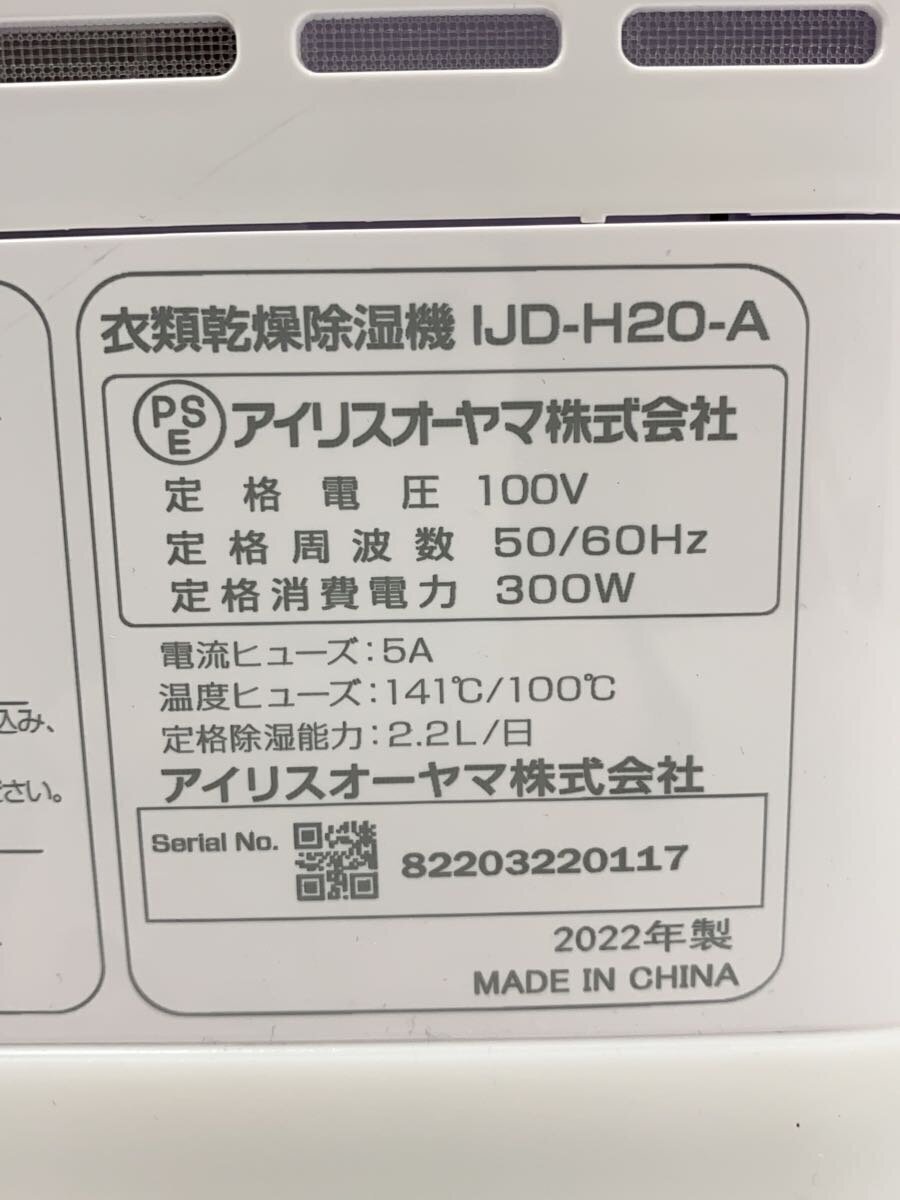 衣類乾燥除湿機 IJD-H20-A
PSE アイリスオーヤマ株式会社
定格電圧 100V
定格周波数 50/60Hz
定格消費電力 300W
電流ヒューズ:5A
温度ヒューズ:141℃/100℃
定格除湿能力:2.2L/日
アイリスオーヤマ株式会社
Serial No. 82203220117
2022年製
MADE IN CHINA
込み、
ださい。